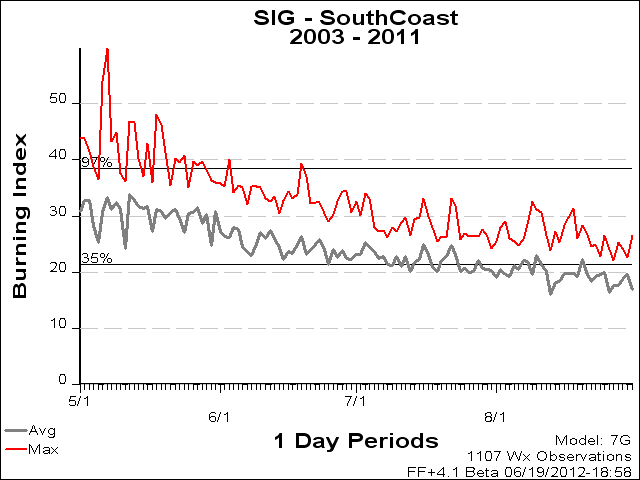 SIG - SouthCoast
2003 - 2011
Burning Index
50
40
97%
30
20
35%
10
0
5/1
6/1
7/1
8/1
Avg
Max
1 Day Periods
Model: 7G
1107 Wx Observations
FF+4.1 Beta 06/19/2012-18:58